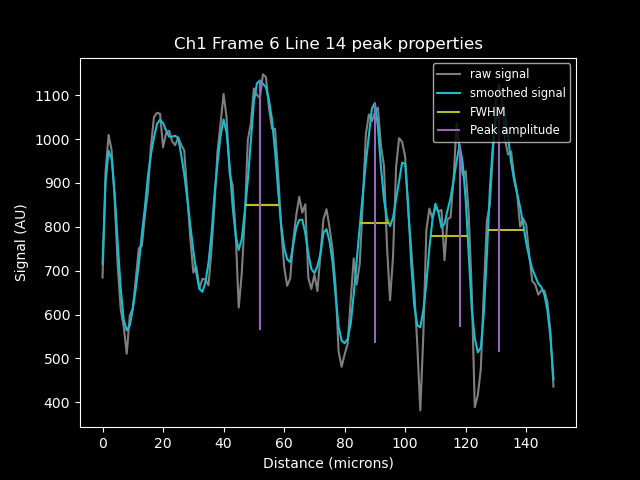 Ch1 Frame 6 Line 14 peak properties
raw signal
smoothed signal
FWHM
Peak amplitude
Signal (AU)
1100
1000
900
800
700
600
500
400
0 20 40 60 80 100 120 140
Distance (microns)